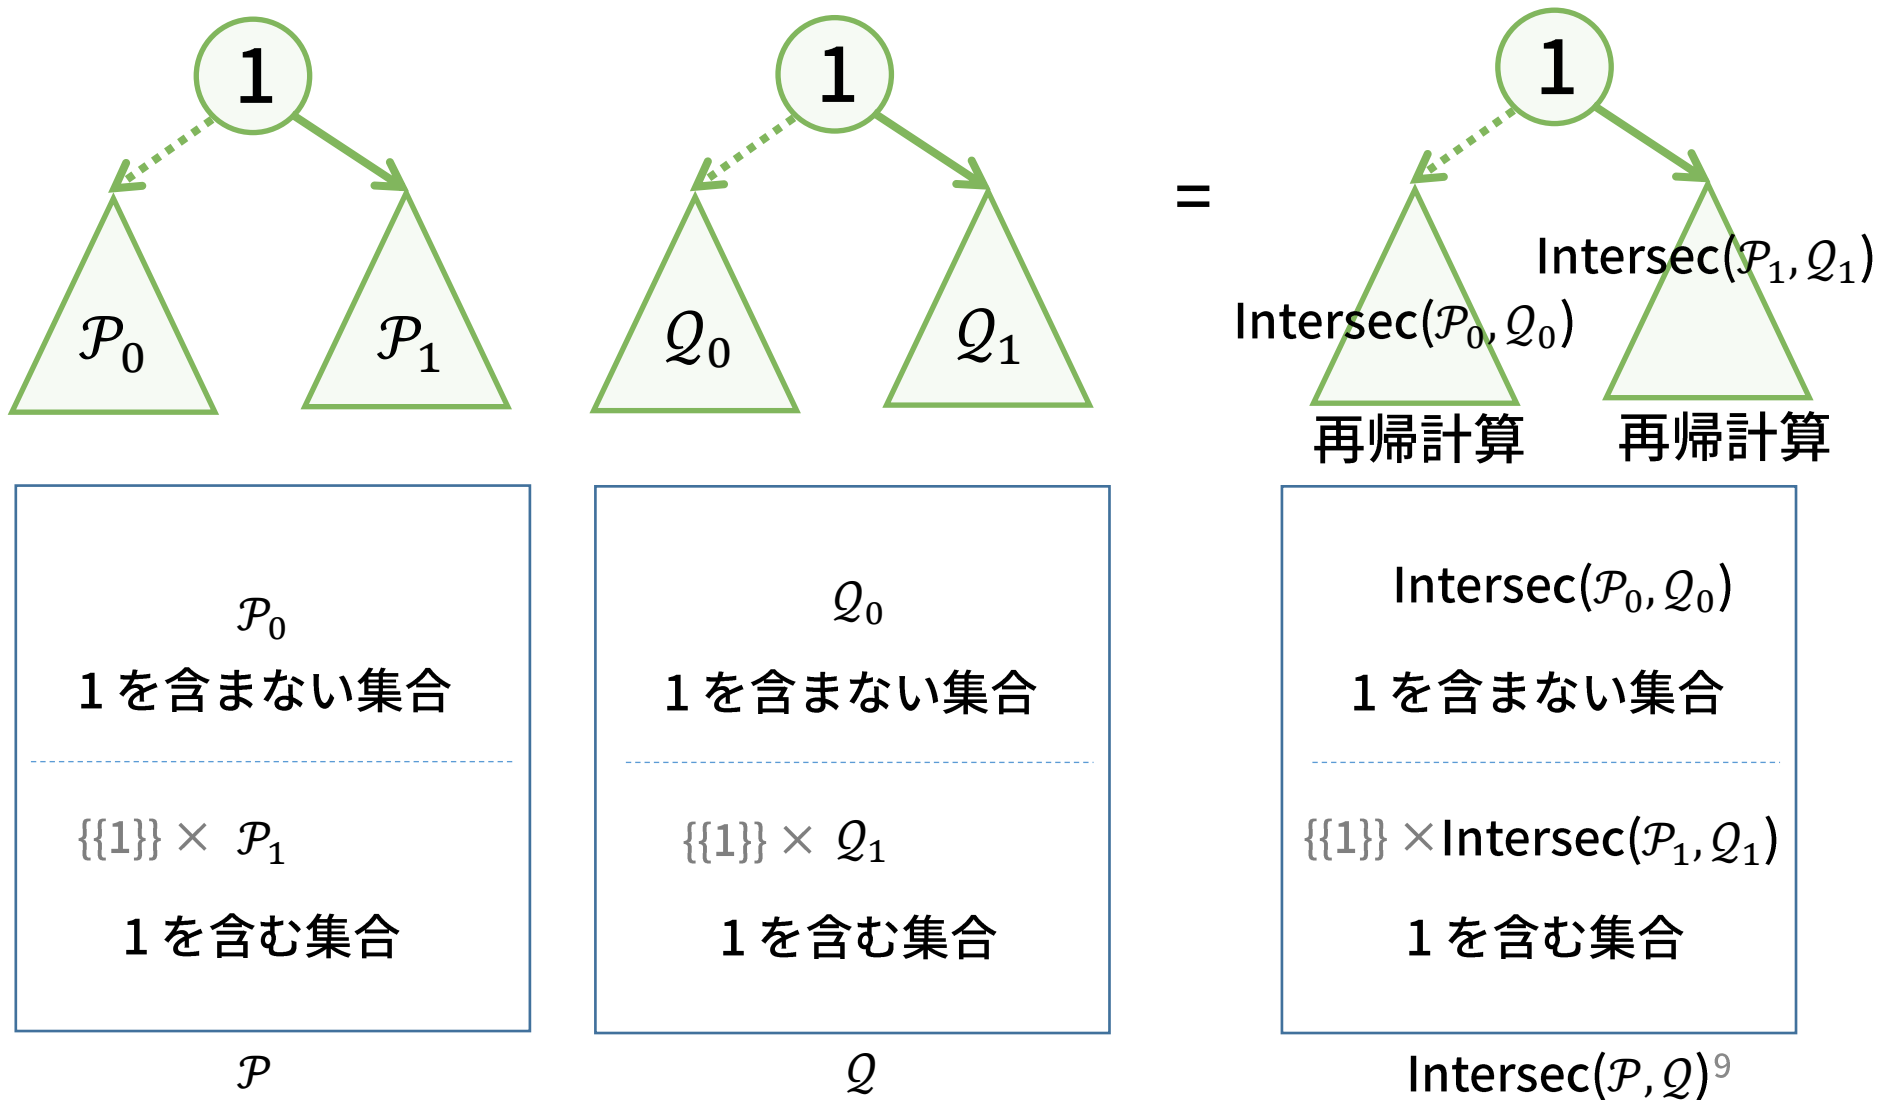 1
1
1
=
𝒫0
𝒫1
𝒬0
𝒬1
Intersec(𝒫1, 𝒬1)
Intersec(𝒫0, 𝒬0)
再帰計算
再帰計算
𝒫0
1 を含まない集合
{{1}} × 𝒫1
1 を含む集合
𝒫
𝒬0
1 を含まない集合
{{1}} × 𝒬1
1 を含む集合
𝒬
Intersec(𝒫0, 𝒬0)
1 を含まない集合
{{1}} ×Intersec(𝒫1, 𝒬1)
1 を含む集合
Intersec(𝒫, 𝒬)
9